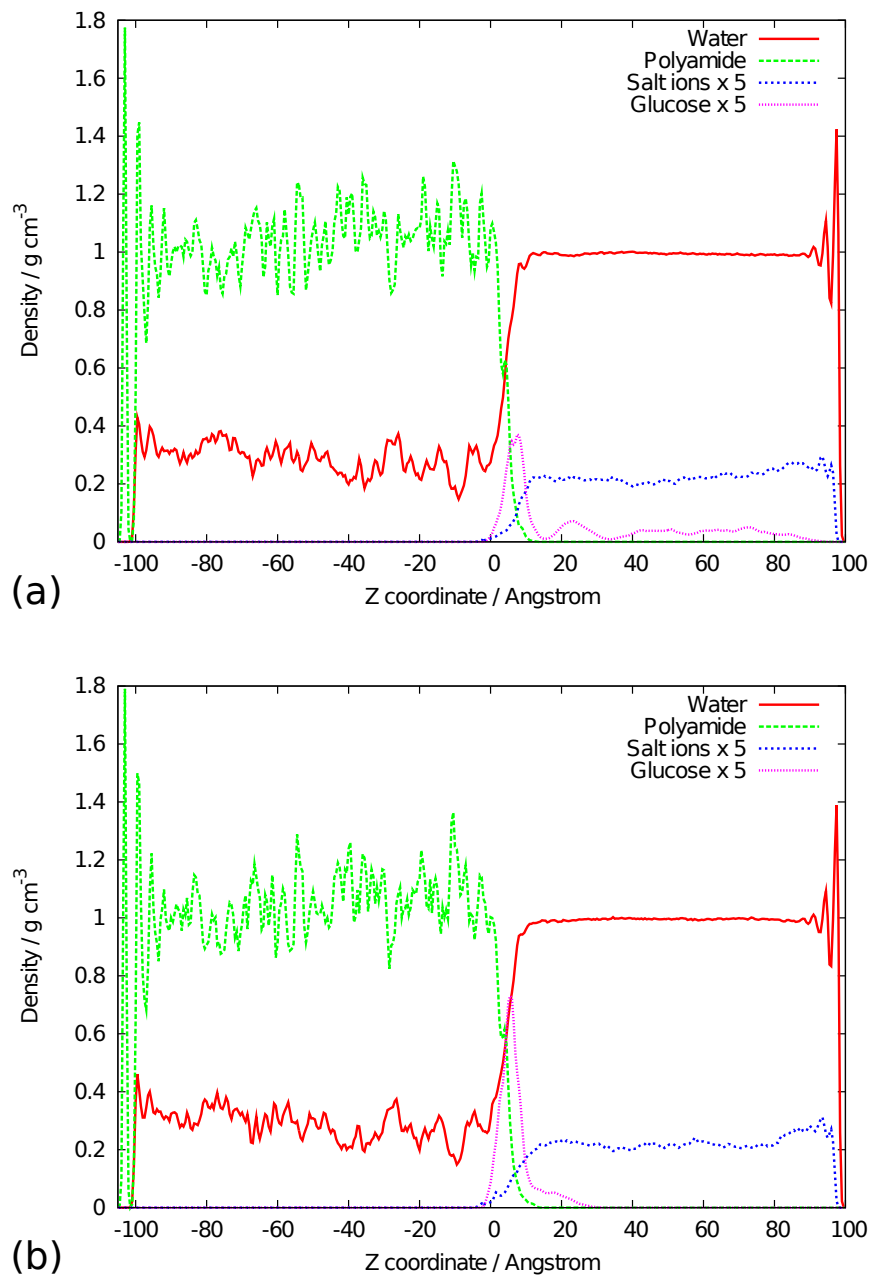 1.8
1.6
1.4
1.2
1
0.8
0.6
0.4
0.2
0
Density / g cm-3
Water
Polyamide
Salt ions x 5
Glucose x 5
-100 -80 -60 -40 -20 0 20 40 60 80 100
Z coordinate / Angstrom
(a)
1.8
1.6
1.4
1.2
1
0.8
0.6
0.4
0.2
0
Density / g cm-3
Water
Polyamide
Salt ions x 5
Glucose x 5
-100 -80 -60 -40 -20 0 20 40 60 80 100
Z coordinate / Angstrom
(b)